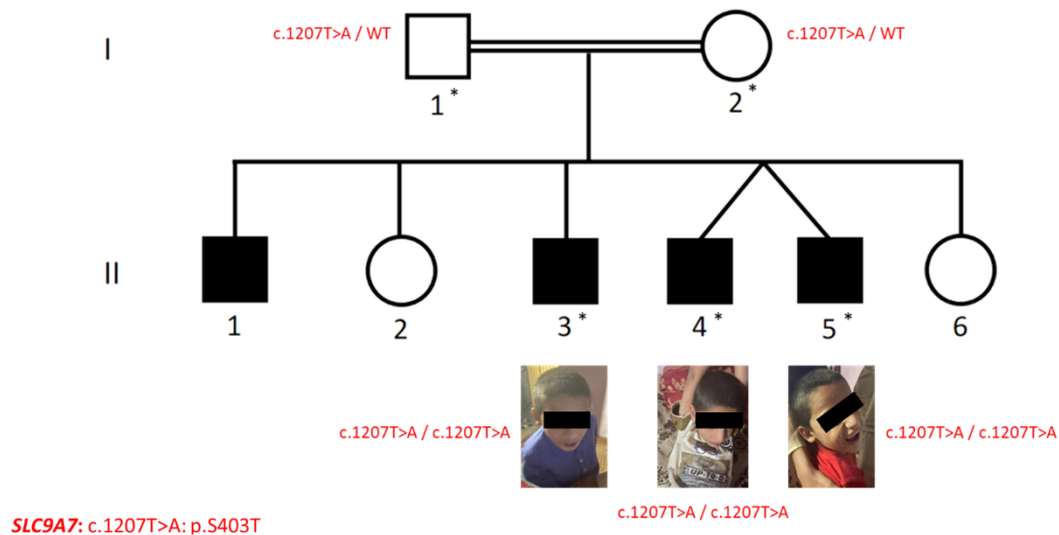 I
c.1207T>A / WT
c.1207T>A / WT
1 *
2 *
II
1
2
3 *
4 *
5 *
6
c.1207T>A / c.1207T>A
c.1207T>A / c.1207T>A
c.1207T>A / c.1207T>A
SLC9A7: c.1207T>A: p.S403T